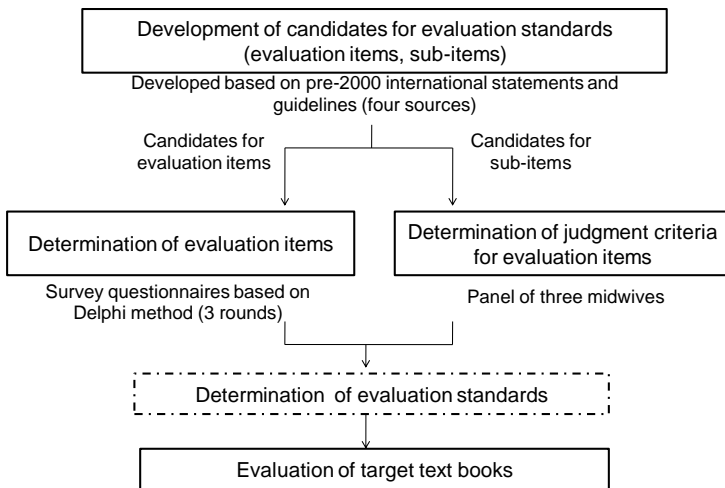 Development of candidates for evaluation standards
(evaluation items, sub-items)
Developed based on pre-2000 international statements and
guidelines (four sources)
Candidates for
evaluation items
Candidates for
sub-items
Determination of evaluation items
Determination of judgment criteria
for evaluation items
Survey questionnaires based on
Delphi method (3 rounds)
Panel of three midwives
Determination of evaluation standards
Evaluation of target text books